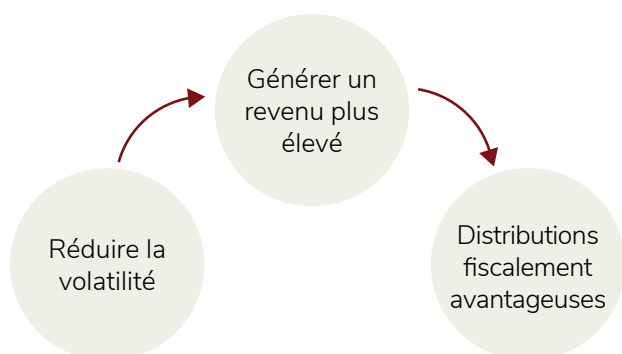 Réduire la
volatilité
Générer un
revenu plus
élevé
Distributions
fiscalement
avantageuses